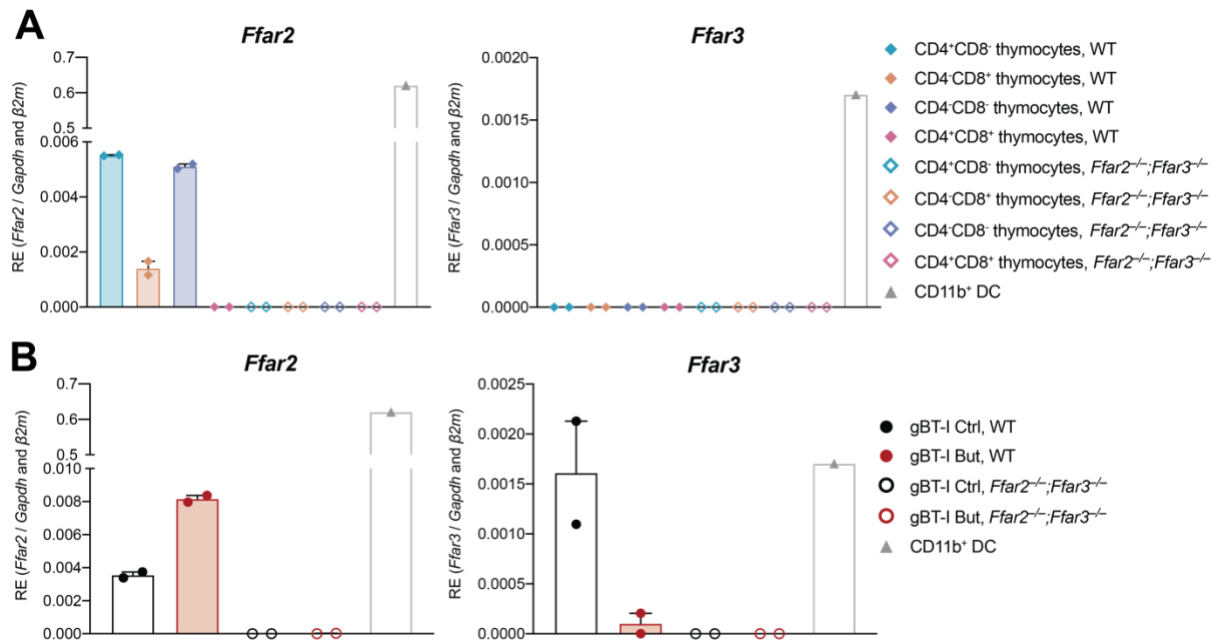 A
Ffar2
RE (Ffar2 / Gapdh and β2m)
0.7
0.6
0.5
0.006
0.004
0.002
0.000
Ffar3
RE (Ffar3 / Gapdh and β2m)
0.0020
0.0015
0.0010
0.0005
0.0000
CD4⁺CD8⁻ thymocytes, WT
CD4⁻CD8⁺ thymocytes, WT
CD4⁻CD8⁻ thymocytes, WT
CD4⁺CD8⁺ thymocytes, WT
CD4⁺CD8⁻ thymocytes, Ffar2⁻/⁻;Ffar3⁻/⁻
CD4⁻CD8⁺ thymocytes, Ffar2⁻/⁻;Ffar3⁻/⁻
CD4⁻CD8⁻ thymocytes, Ffar2⁻/⁻;Ffar3⁻/⁻
CD4⁺CD8⁺ thymocytes, Ffar2⁻/⁻;Ffar3⁻/⁻
CD11b⁺ DC
B
Ffar2
RE (Ffar2 / Gapdh and β2m)
0.7
0.6
0.5
0.010
0.008
0.006
0.004
0.002
0.000
Ffar3
RE (Ffar3 / Gapdh and β2m)
0.0025
0.0020
0.0015
0.0010
0.0005
0.0000
gBT-I Ctrl, WT
gBT-I But, WT
gBT-I Ctrl, Ffar2⁻/⁻;Ffar3⁻/⁻
gBT-I But, Ffar2⁻/⁻;Ffar3⁻/⁻
CD11b⁺ DC